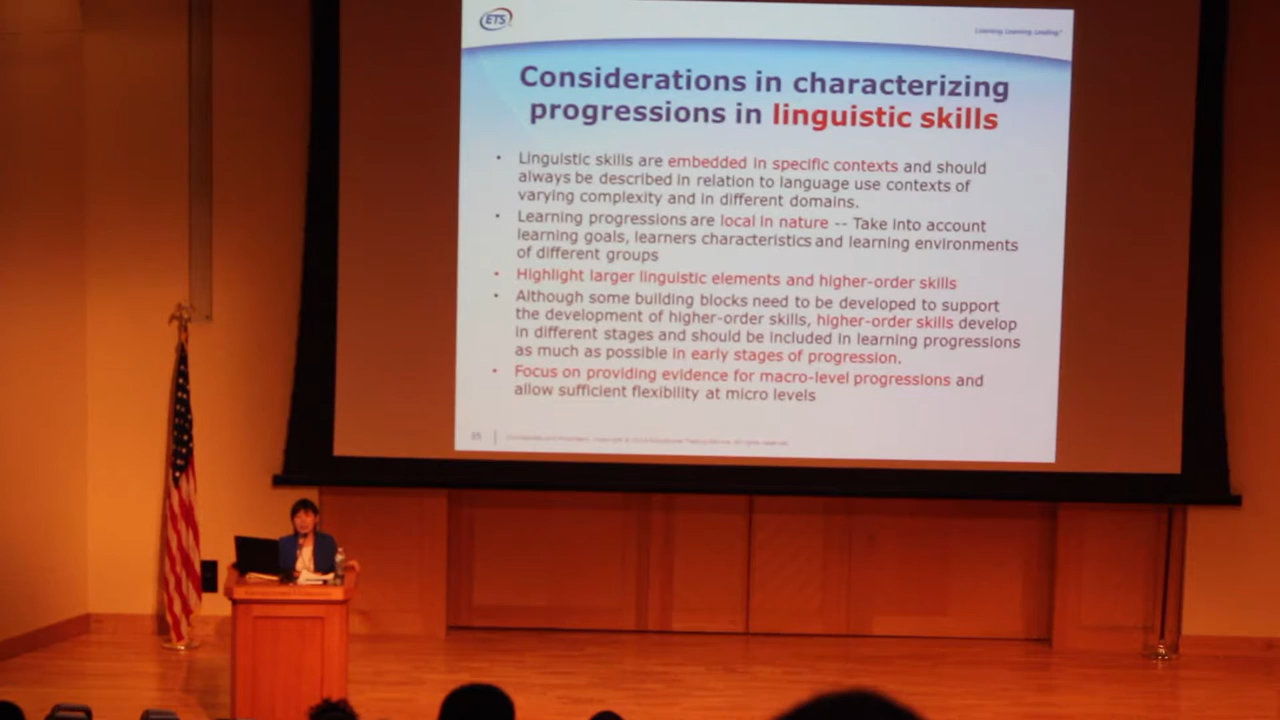 ETS
Listening. Learning. Leading.®
Considerations in characterizing
progressions in linguistic skills
• Linguistic skills are embedded in specific contexts and should
always be described in relation to language use contexts of
varying complexity and in different domains.
• Learning progressions are local in nature -- Take into account
learning goals, learners characteristics and learning environments
of different groups
• Highlight larger linguistic elements and higher-order skills
• Although some building blocks need to be developed to support
the development of higher-order skills, higher-order skills develop
in different stages and should be included in learning progressions
as much as possible in early stages of progression.
• Focus on providing evidence for macro-level progressions and
allow sufficient flexibility at micro levels